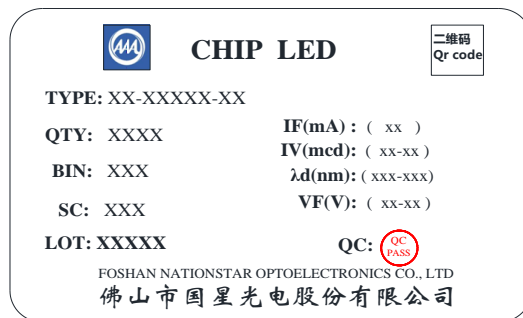 CHIP LED
二维码
Qr code
TYPE: XX-XXXXX-XX
QTY: XXXX
BIN: XXX
SC: XXX
LOT: XXXXX
IF(mA) : ( xx )
IV(mcd): ( xx-xx )
λd(nm): ( xxx-xxx)
VF(V): ( xx-xx )
QC: QC
PASS
FOSHAN NATIONSTAR OPTOELECTRONICS CO., LTD
佛山市国星光电股份有限公司